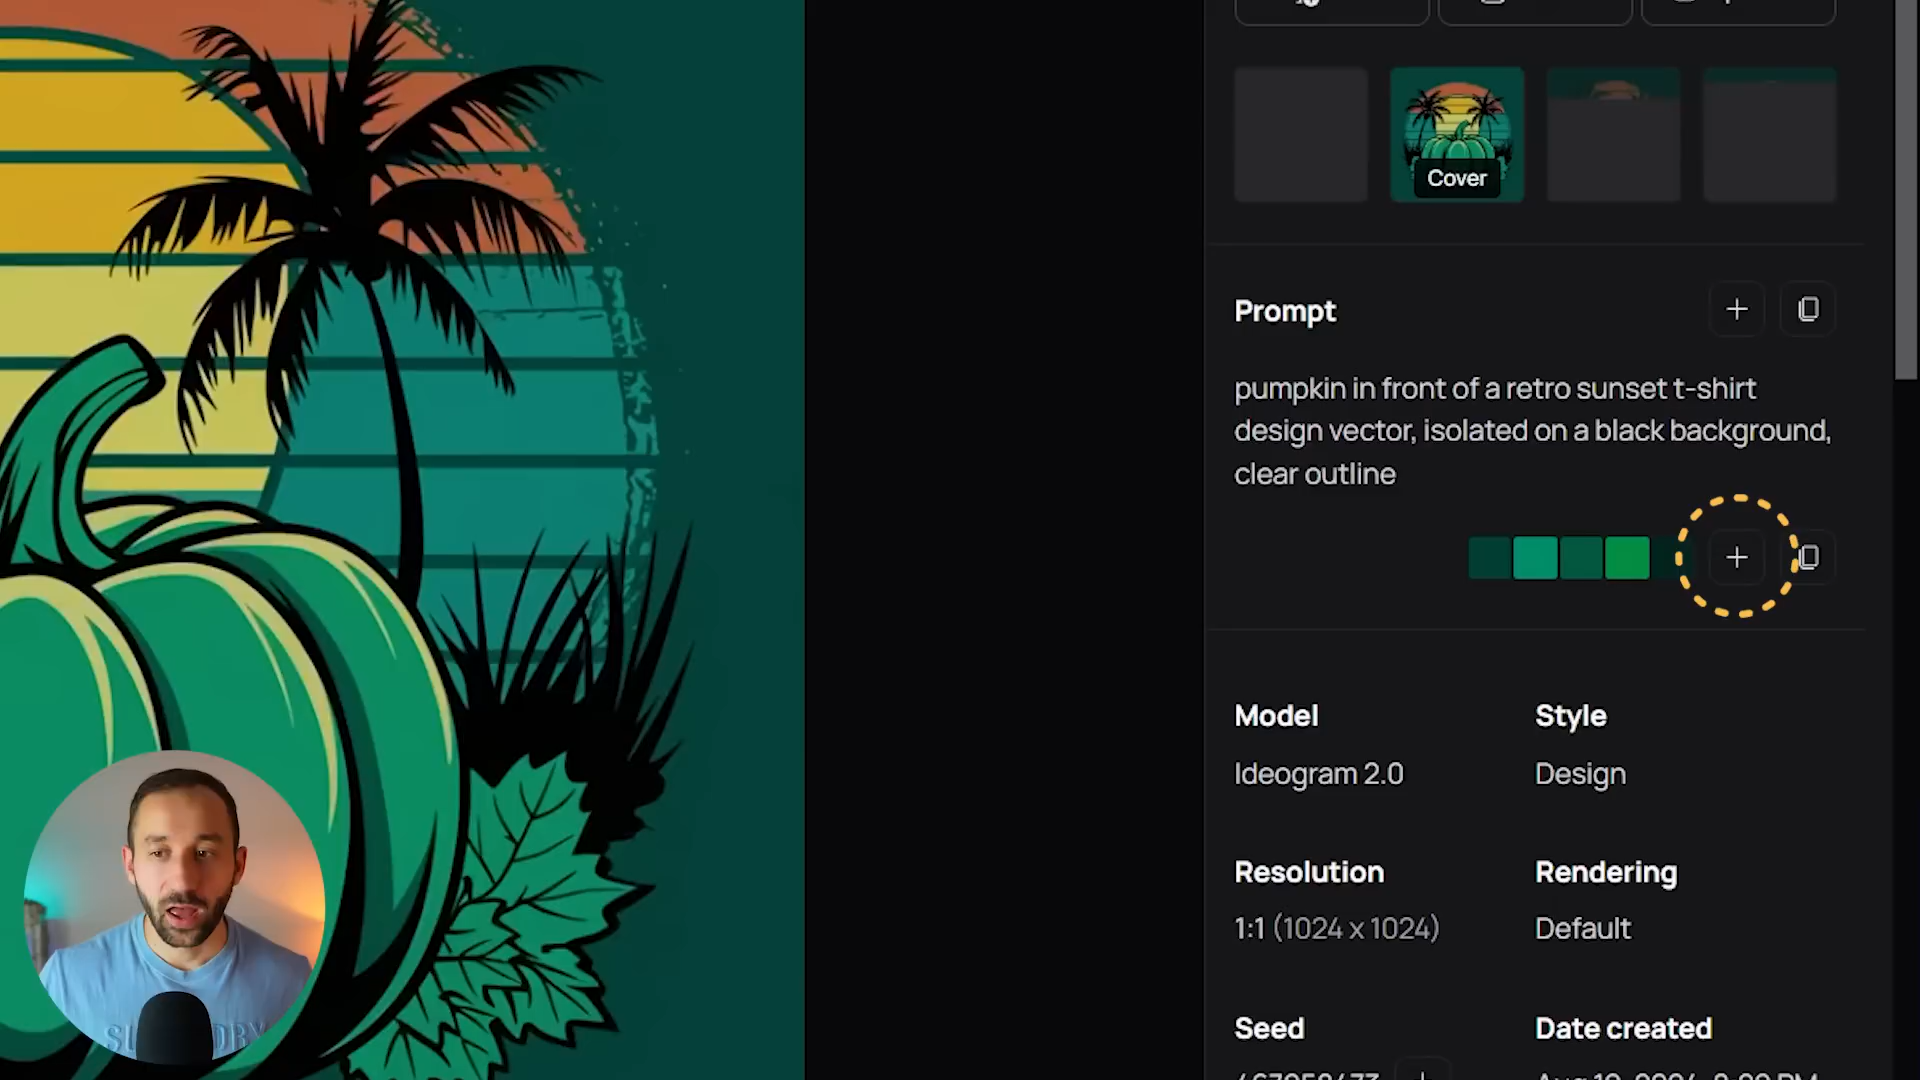 Cover
Prompt
pumpkin in front of a retro sunset t-shirt
design vector, isolated on a black background,
clear outline
Model
Style
Ideogram 2.0
Design
Resolution
Rendering
1:1 (1024 x 1024)
Default
Seed
Date created